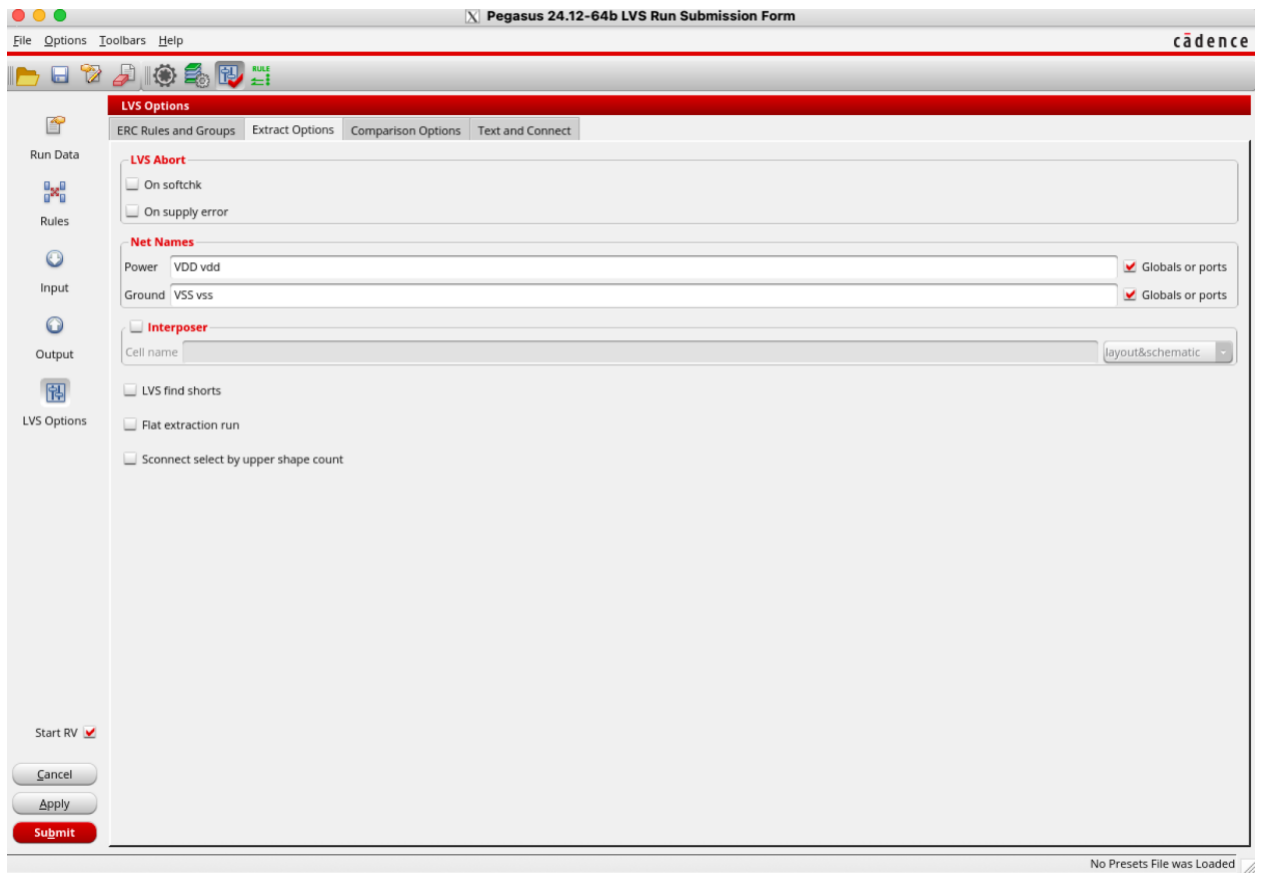 Pegasus 24.12-64b LVS Run Submission Form
File Options Toolbars Help
cādence
RULE
LVS Options
ERC Rules and Groups Extract Options Comparison Options Text and Connect
Run Data
Rules
Input
Output
LVS Options
LVS Abort
On softchk
On supply error
Net Names
Power VDD vdd Globals or ports
Ground VSS vss Globals or ports
Interposer
Cell name layout&schematic
LVS find shorts
Flat extraction run
Sconnect select by upper shape count
Start RV
Cancel
Apply
Submit
No Presets File was Loaded